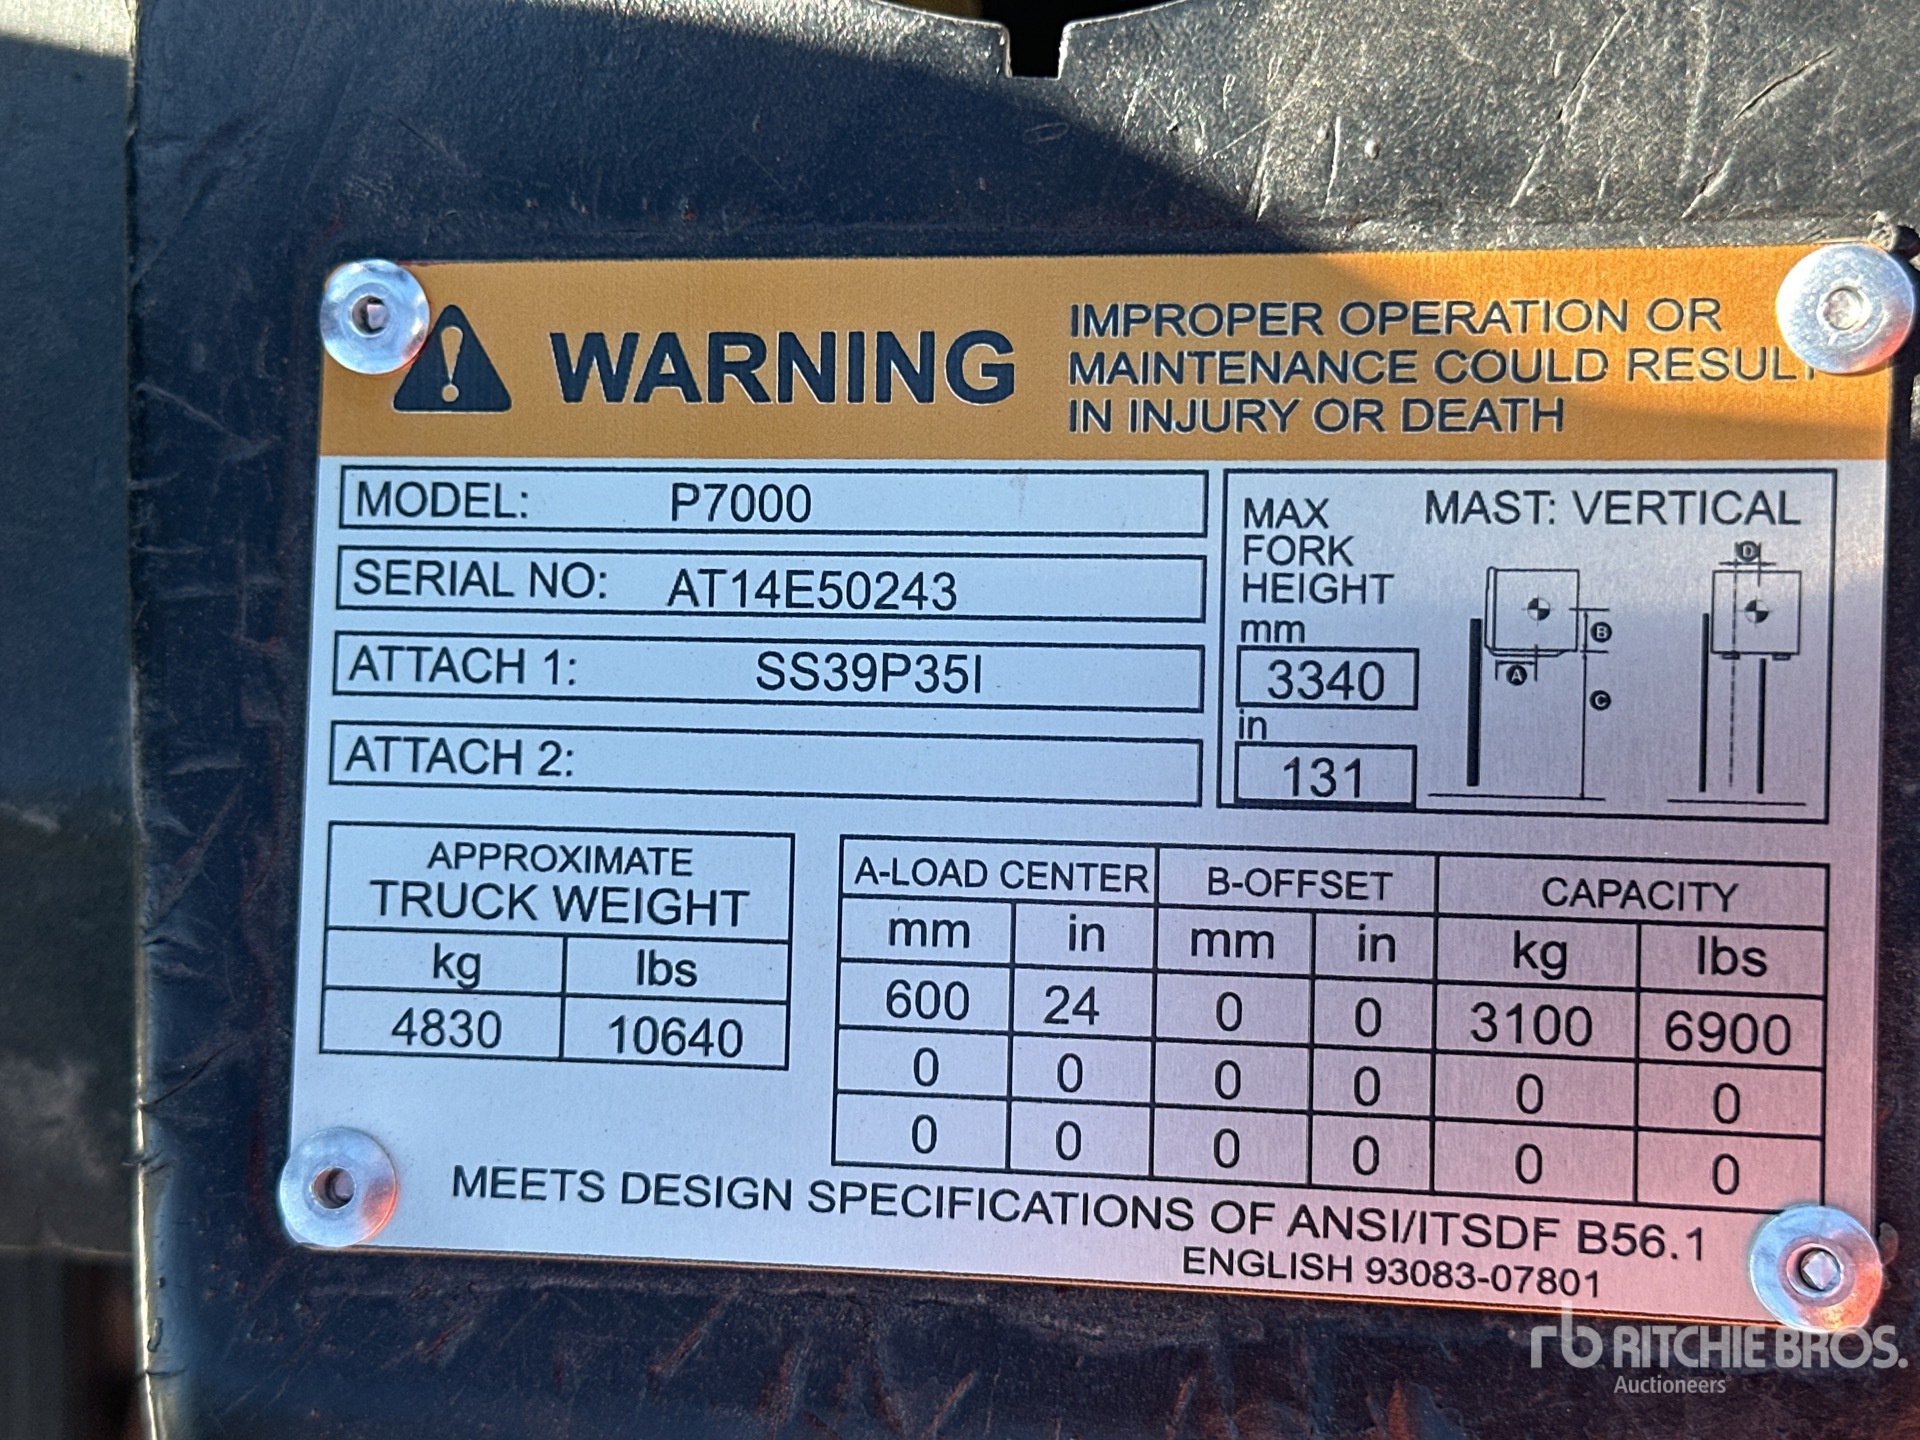 WARNING
IMPROPER OPERATION OR
MAINTENANCE COULD RESULT
IN INJURY OR DEATH
MODEL: P7000
SERIAL NO: AT14E50243
ATTACH 1: SS39P35I
ATTACH 2:
MAX
FORK
HEIGHT
mm
3340
in
131
MAST: VERTICAL
D
B
A
C
APPROXIMATE
TRUCK WEIGHT
kg lbs
4830 10640
A-LOAD CENTER B-OFFSET CAPACITY
mm in mm in kg lbs
600 24 0 0 3100 6900
0 0 0 0 0 0
0 0 0 0 0 0
MEETS DESIGN SPECIFICATIONS OF ANSI/ITSDF B56.1
ENGLISH 93083-07801
rb RITCHIE BROS.
Auctioneers